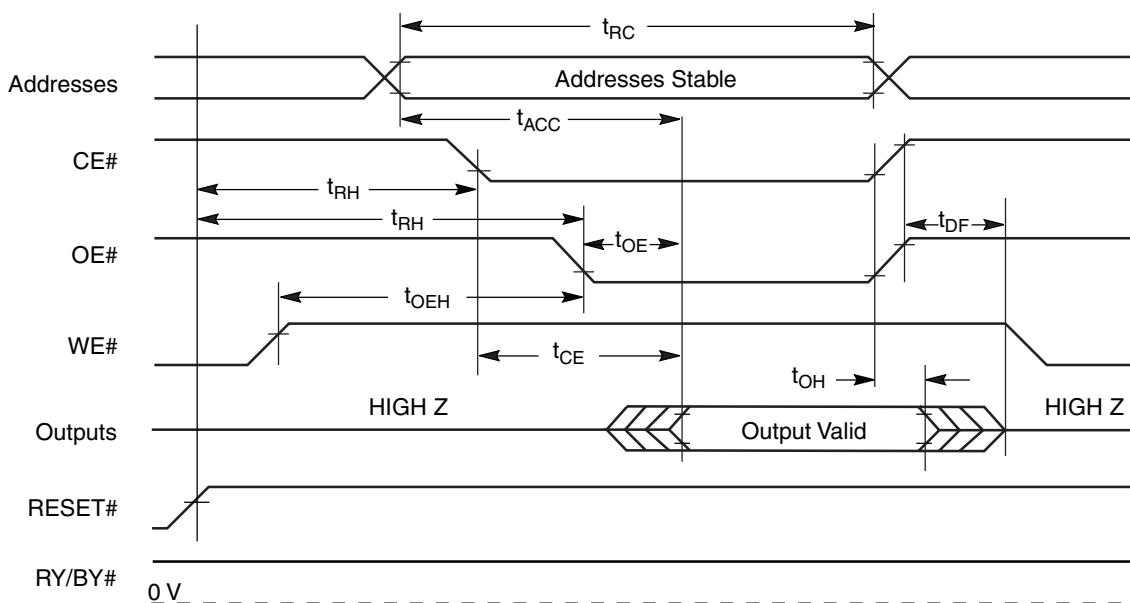 tRC
Addresses
Addresses Stable
tACC
CE#
tRH
tRH
tOE
tDF
OE#
tOEH
WE#
tCE
tOH
HIGH Z
HIGH Z
Outputs
Output Valid
RESET#
RY/BY#
0 V